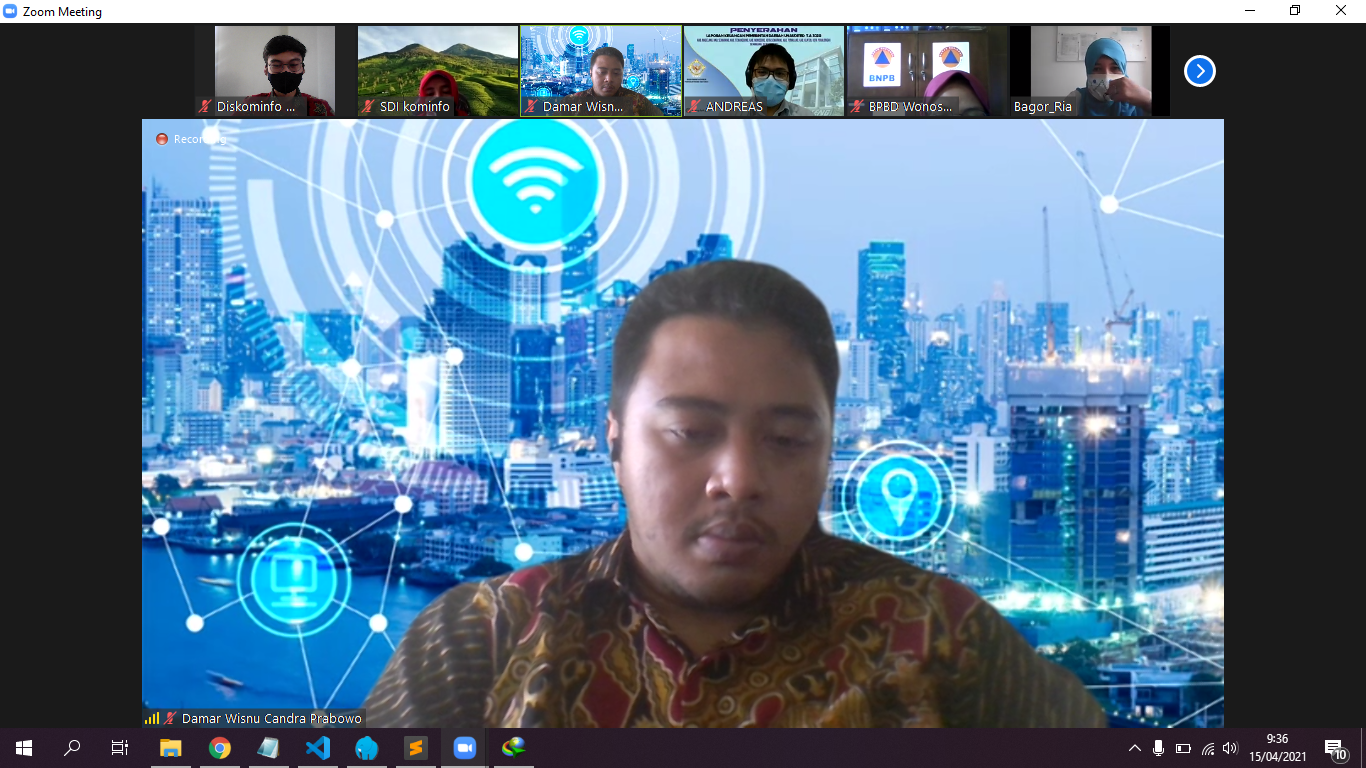 Zoom Meeting
PENYERAHAN
Diskominfo ...
SDI kominfo
Damar Wisn...
ANDREAS
BNPB
BPBD Wonos...
Bagor_Ria
Recording
Damar Wisnu Candra Prabowo
9:36
15/04/2021
10